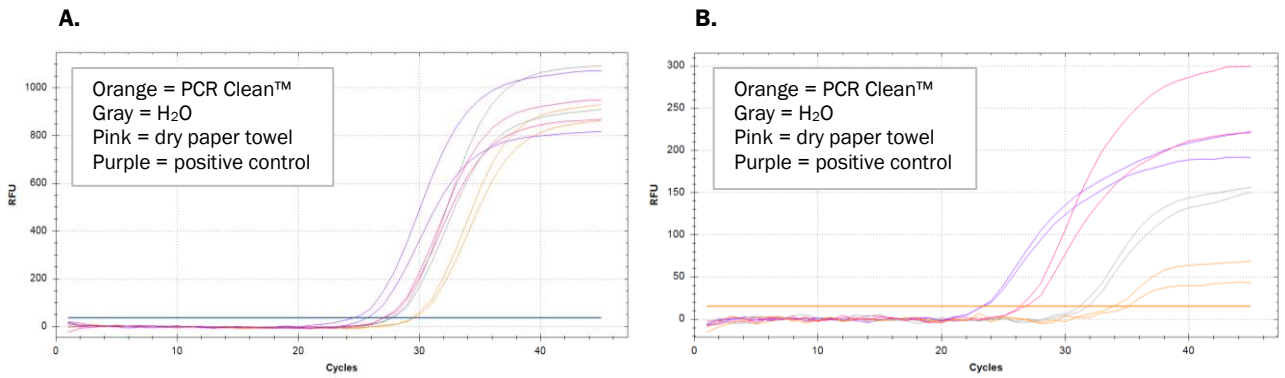 A.
Orange = PCR Clean™
Gray = H₂O
Pink = dry paper towel
Purple = positive control
1000
800
600
400
200
0
RFU
0 10 20 30 40
Cycles
B.
Orange = PCR Clean™
Gray = H₂O
Pink = dry paper towel
Purple = positive control
300
250
200
150
100
50
0
RFU
0 10 20 30 40
Cycles